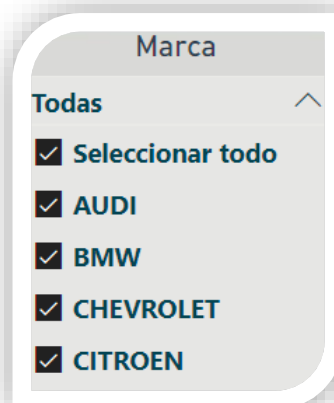 Marca
Todas
Seleccionar todo
AUDI
BMW
CHEVROLET
CITROEN